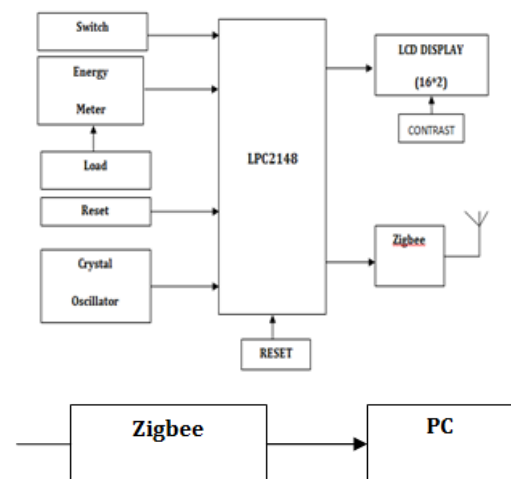 Switch
Energy
Meter
Load
Reset
Crystal
Oscillator
LPC2148
RESET
LCD DISPLAY
(16*2)
CONTRAST
Zigbee
Zigbee
PC